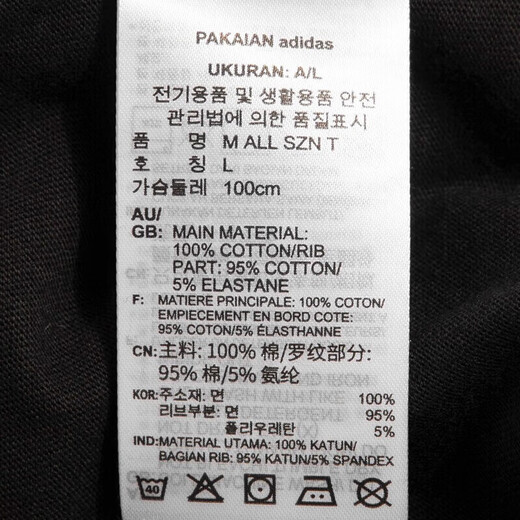 PAKAIAN adidas
UKURAN: A/L
전기용품 및 생활용품 안전
관리법에 의한 품질표시
품 명 M ALL SZN T
호 칭 L
가슴둘레 100cm
AU/
GB: MAIN MATERIAL:
100% COTTON/RIB
PART: 95% COTTON/
5% ELASTANE
F: MATIERE PRINCIPALE: 100% COTON/
EMPIECEMENT EN BORD COTE:
95% COTON/5% ÉLASTHANNE
CN: 主料: 100% 棉/罗纹部分:
95% 棉/5% 氨纶
KOR: 주소재: 면 100%
리브부분: 면 95%
폴리우레탄 5%
IND: MATERIAL UTAMA: 100% KATUN/
BAGIAN RIB: 95% KATUN/5% SPANDEX
40